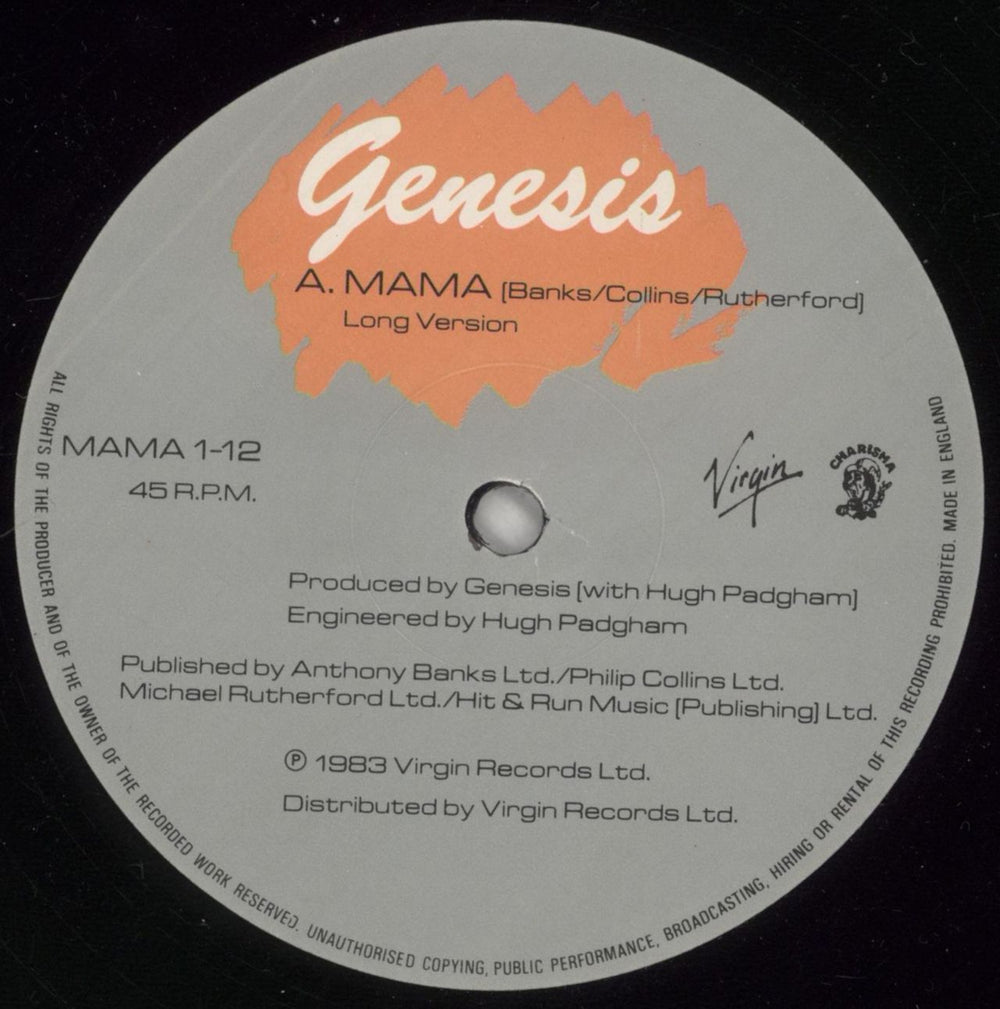 Genesis
A. MAMA (Banks/Collins/Rutherford)
Long Version
MAMA 1-12
45 R.P.M.
Virgin
CHARISMA
Produced by Genesis (with Hugh Padgham)
Engineered by Hugh Padgham
Published by Anthony Banks Ltd./Philip Collins Ltd.
Michael Rutherford Ltd./Hit & Run Music (Publishing) Ltd.
℗ 1983 Virgin Records Ltd.
Distributed by Virgin Records Ltd.
ALL RIGHTS OF THE PRODUCER AND OF THE OWNER OF THE RECORDED WORK RESERVED. UNAUTHORISED COPYING, PUBLIC PERFORMANCE, BROADCASTING, HIRING OR RENTAL OF THIS RECORDING PROHIBITED. MADE IN ENGLAND